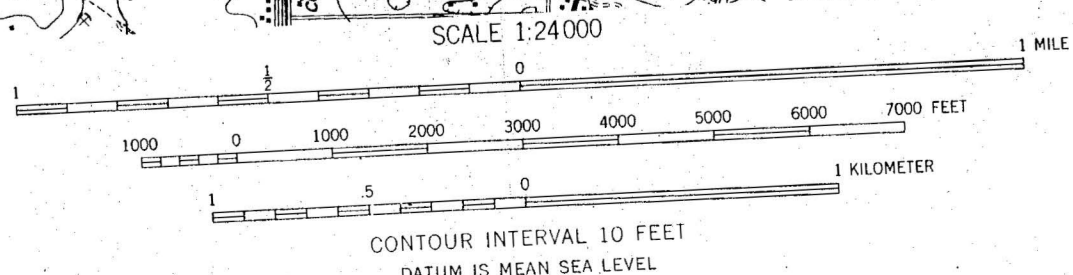 SCALE 1:24000
1 ½ 0 1 MILE
1000 0 1000 2000 3000 4000 5000 6000 7000 FEET
1 .5 0 1 KILOMETER
CONTOUR INTERVAL 10 FEET
DATUM IS MEAN SEA LEVEL